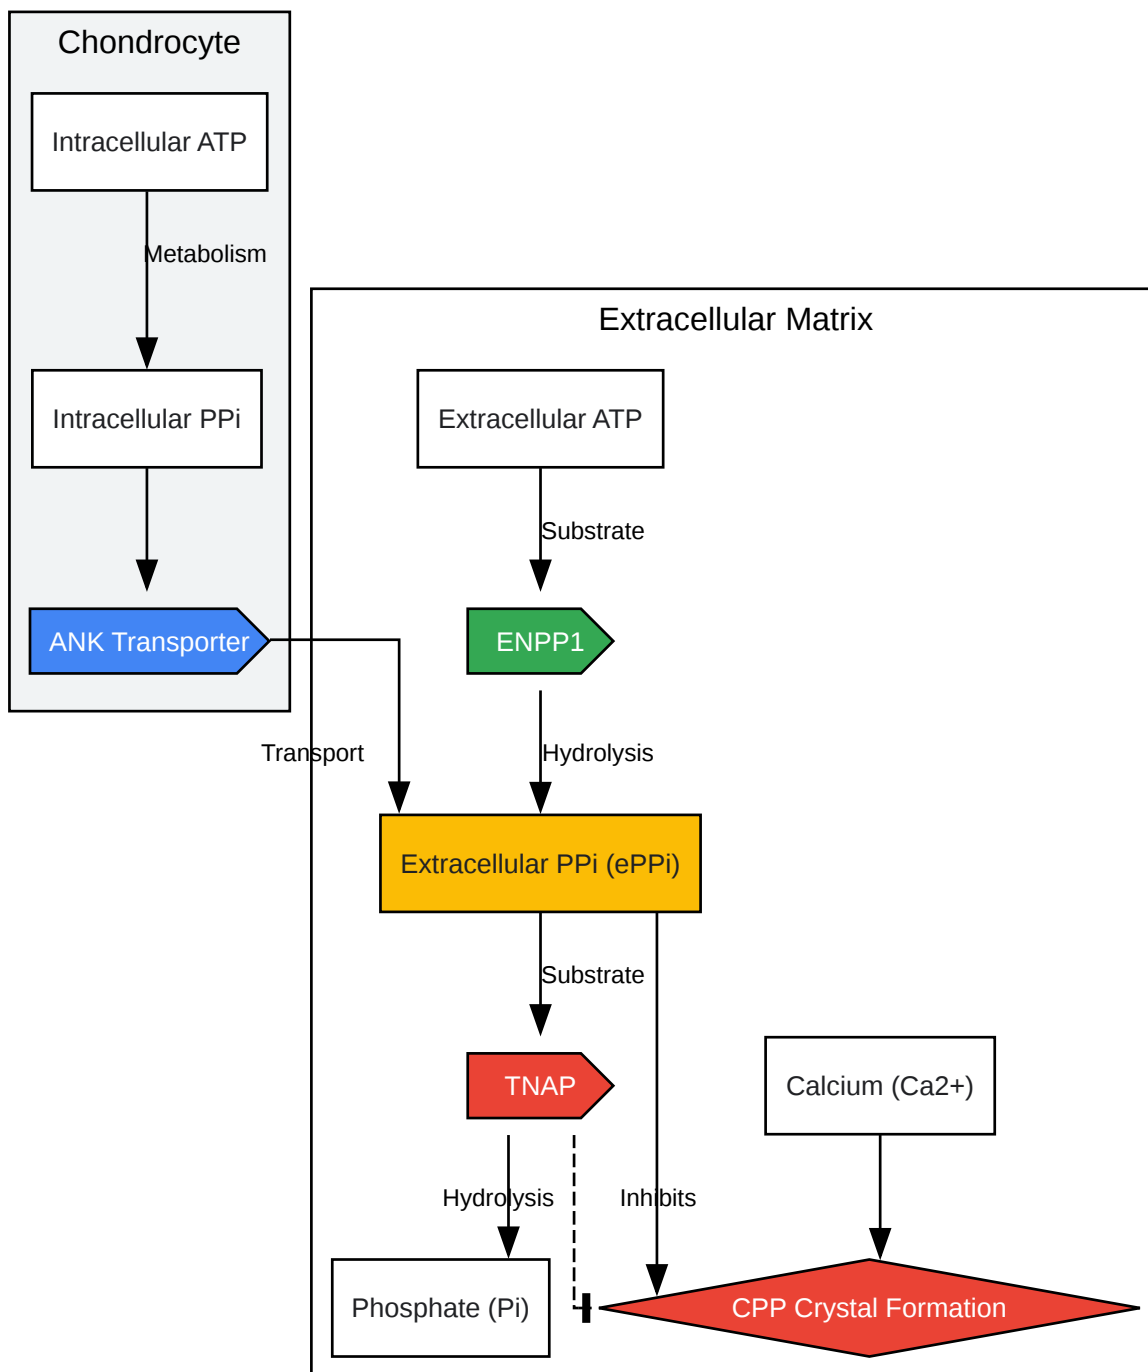 Chondrocyte
Intracellular ATP
Metabolism
Extracellular Matrix
Intracellular PPi
Extracellular ATP
Substrate
ANK Transporter
ENPP1
Transport
Hydrolysis
Extracellular PPi (ePPi)
Substrate
TNAP
Calcium (Ca2+)
Hydrolysis
Inhibits
Phosphate (Pi)
CPP Crystal Formation